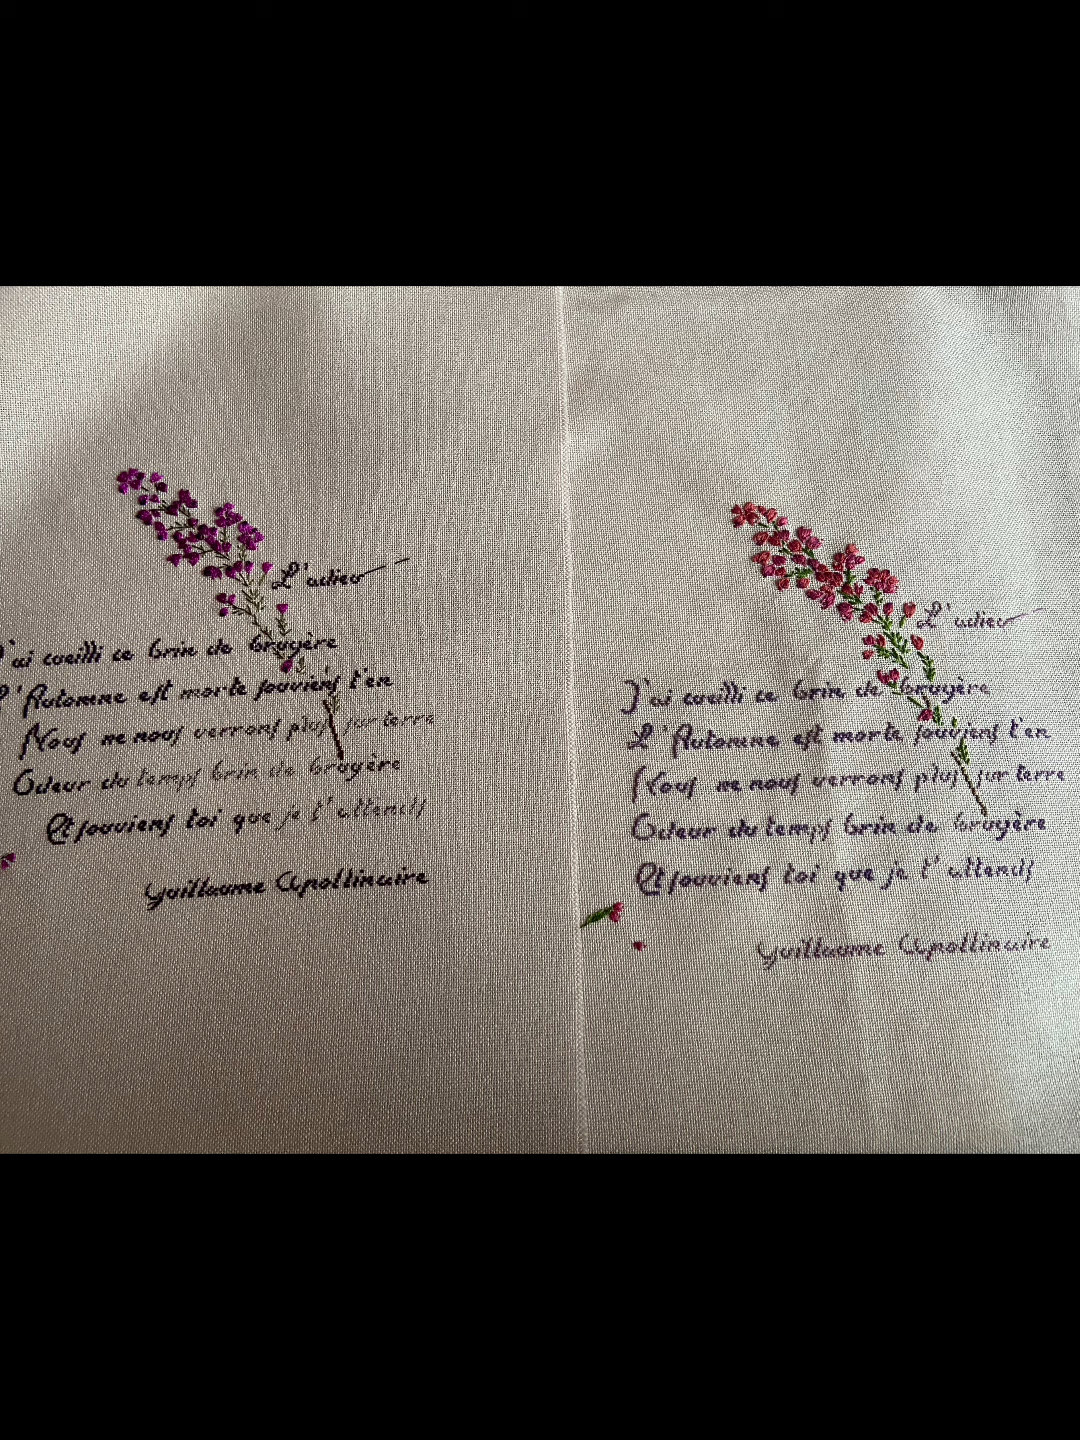 L'adieu
J'ai cueilli ce brin de bruyère
L'Automne est morte souviens t'en
Nous ne nous verrons plus sur terre
Odeur du temps brin de bruyère
Et souviens toi que je t'attends
Guillaume Apollinaire
L'adieu
J'ai cueilli ce brin de bruyère
L'Automne est morte souviens t'en
Nous ne nous verrons plus sur terre
Odeur du temps brin de bruyère
Et souviens toi que je t'attends
Guillaume Apollinaire